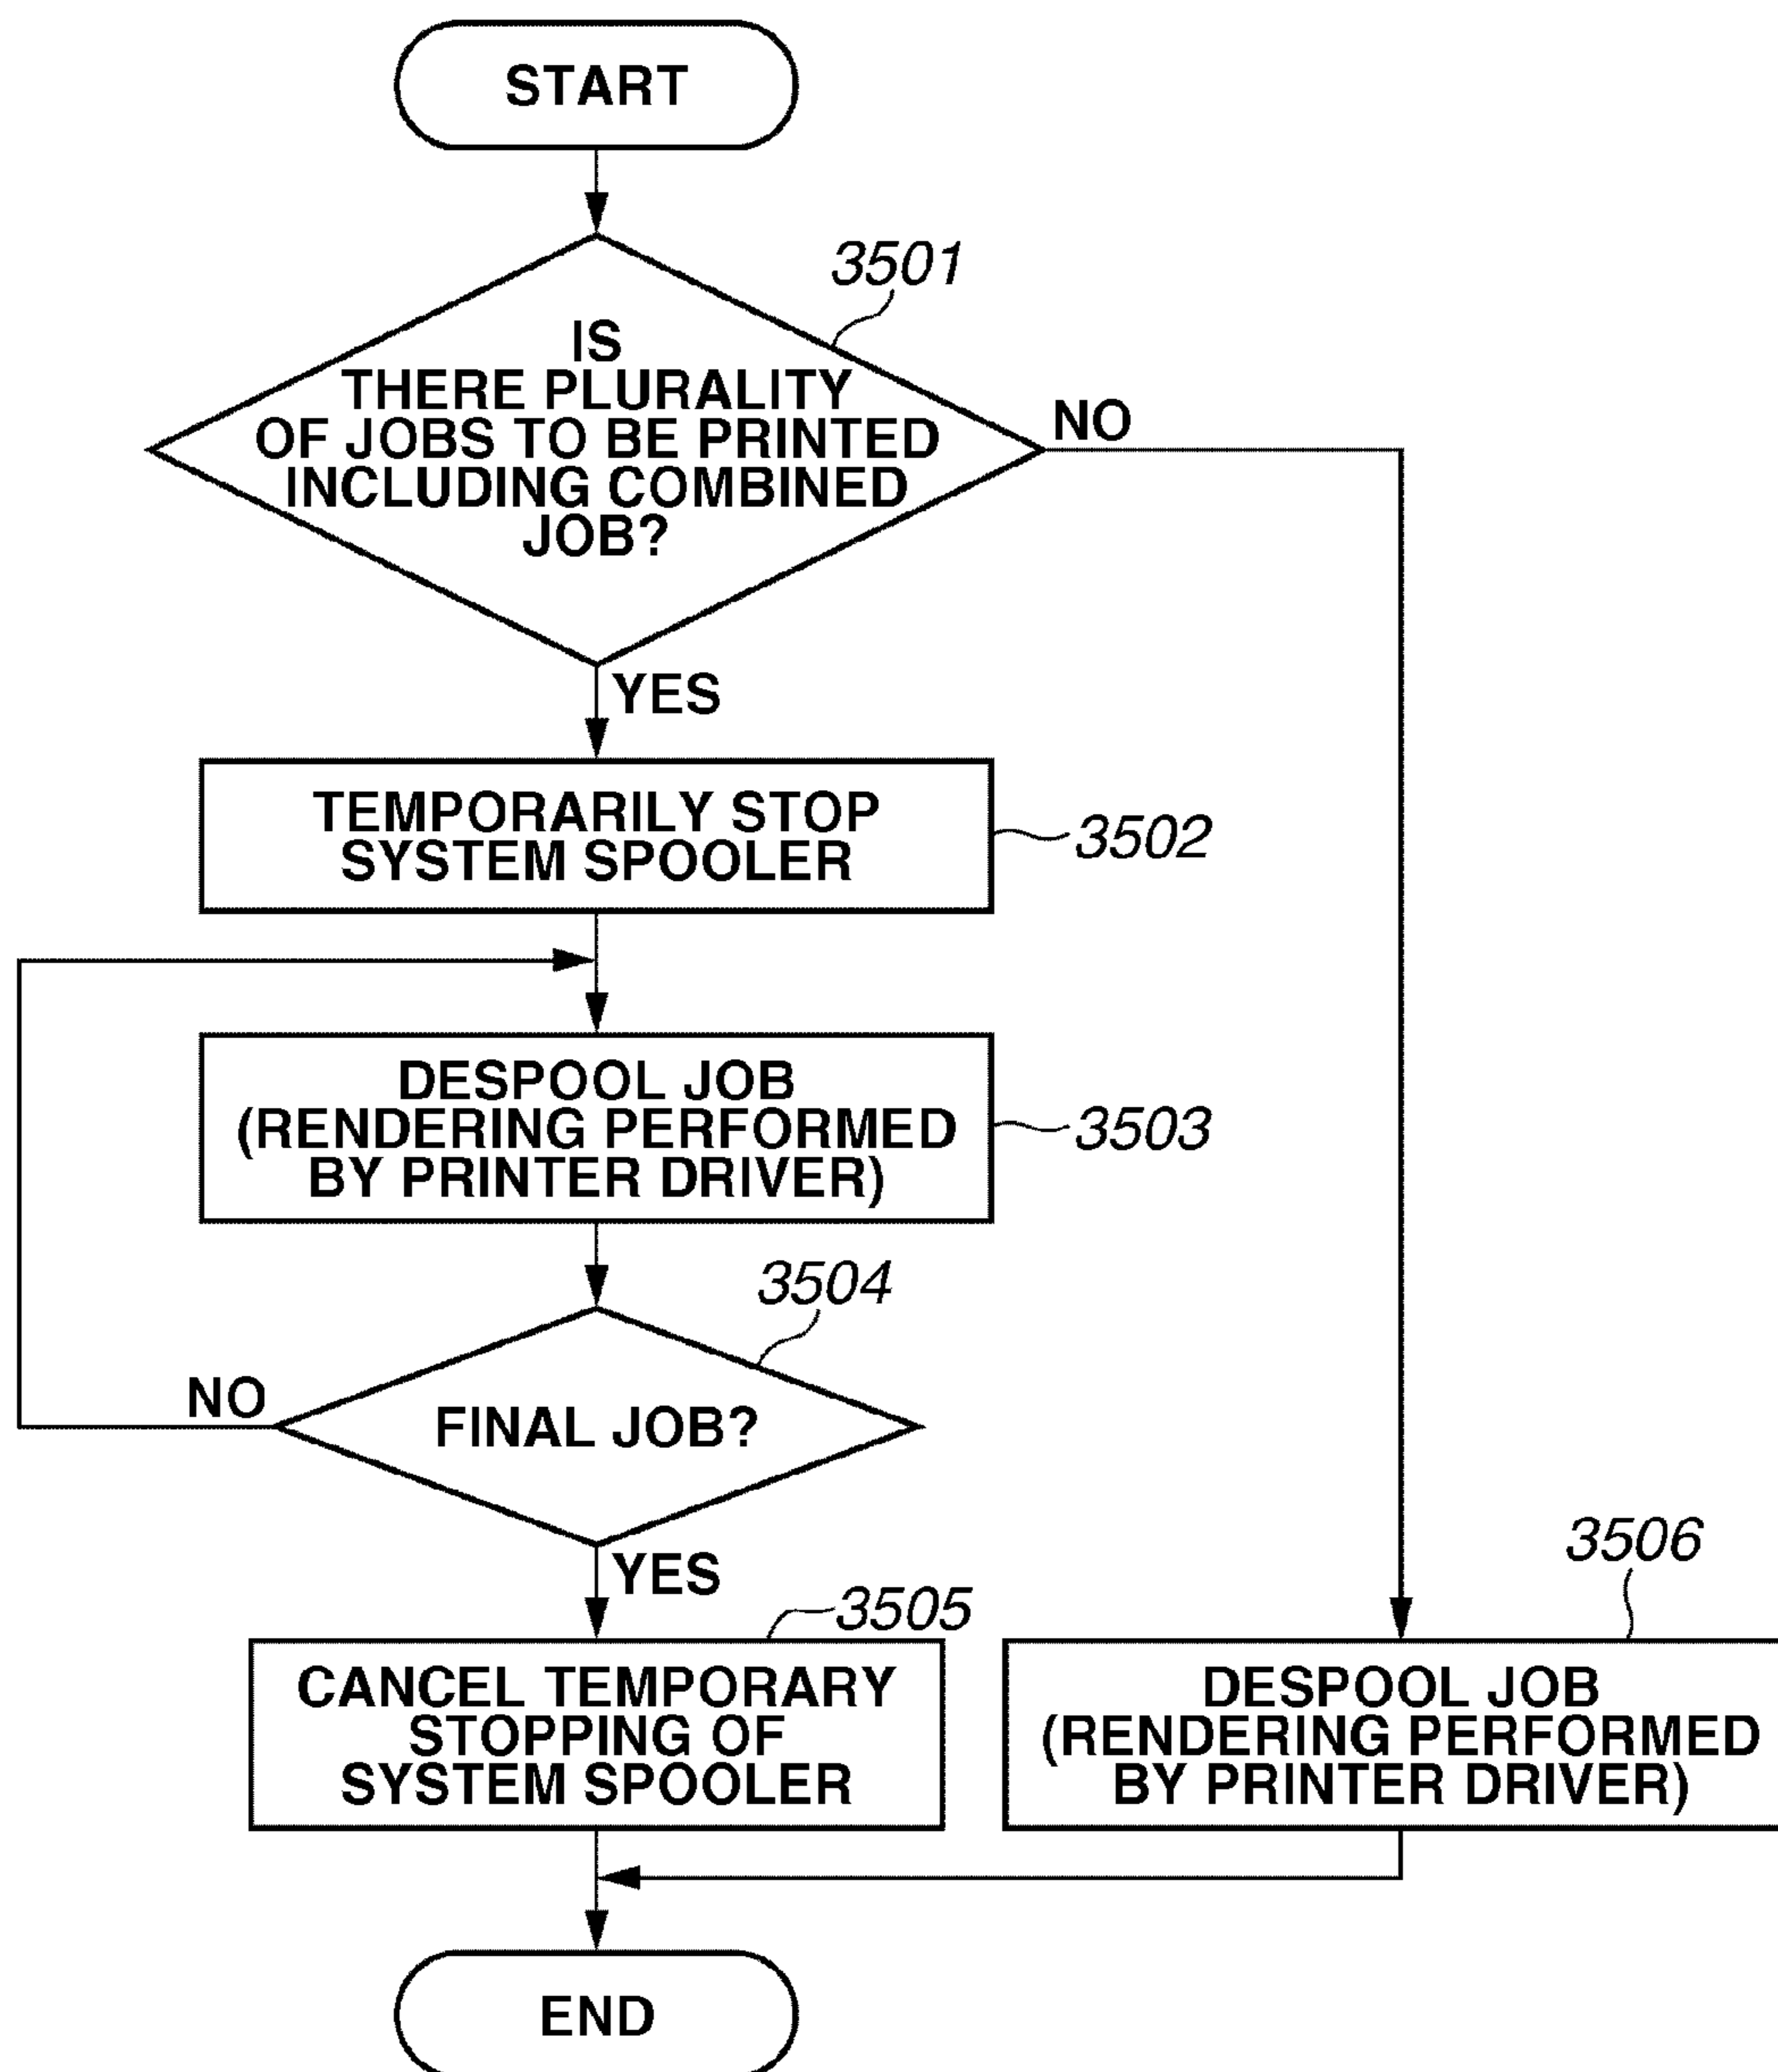 START
3501
IS
THERE PLURALITY
OF JOBS TO BE PRINTED
INCLUDING COMBINED
JOB?
NO
YES
TEMPORARILY STOP
SYSTEM SPOOLER
3502
DESPOOL JOB
(RENDERING PERFORMED
BY PRINTER DRIVER)
3503
3504
FINAL JOB?
NO
YES
3505
CANCEL TEMPORARY
STOPPING OF
SYSTEM SPOOLER
3506
DESPOOL JOB
(RENDERING PERFORMED
BY PRINTER DRIVER)
END